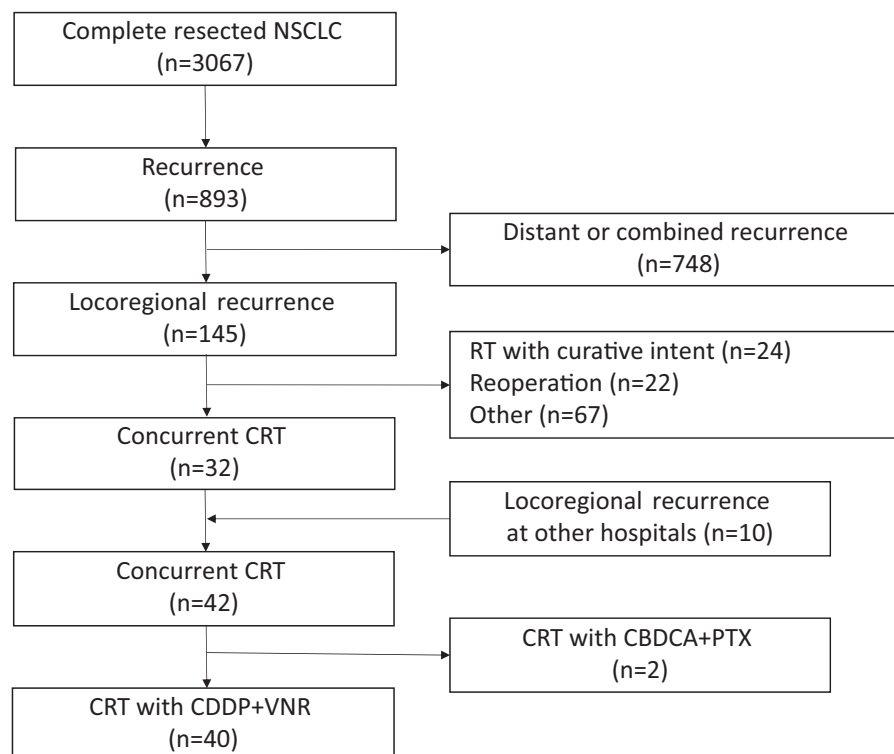 Complete resected NSCLC
(n=3067)
Recurrence
(n=893)
Distant or combined recurrence
(n=748)
Locoregional recurrence
(n=145)
RT with curative intent (n=24)
Reoperation (n=22)
Other (n=67)
Concurrent CRT
(n=32)
Locoregional recurrence
at other hospitals (n=10)
Concurrent CRT
(n=42)
CRT with CBDCA+PTX
(n=2)
CRT with CDDP+VNR
(n=40)